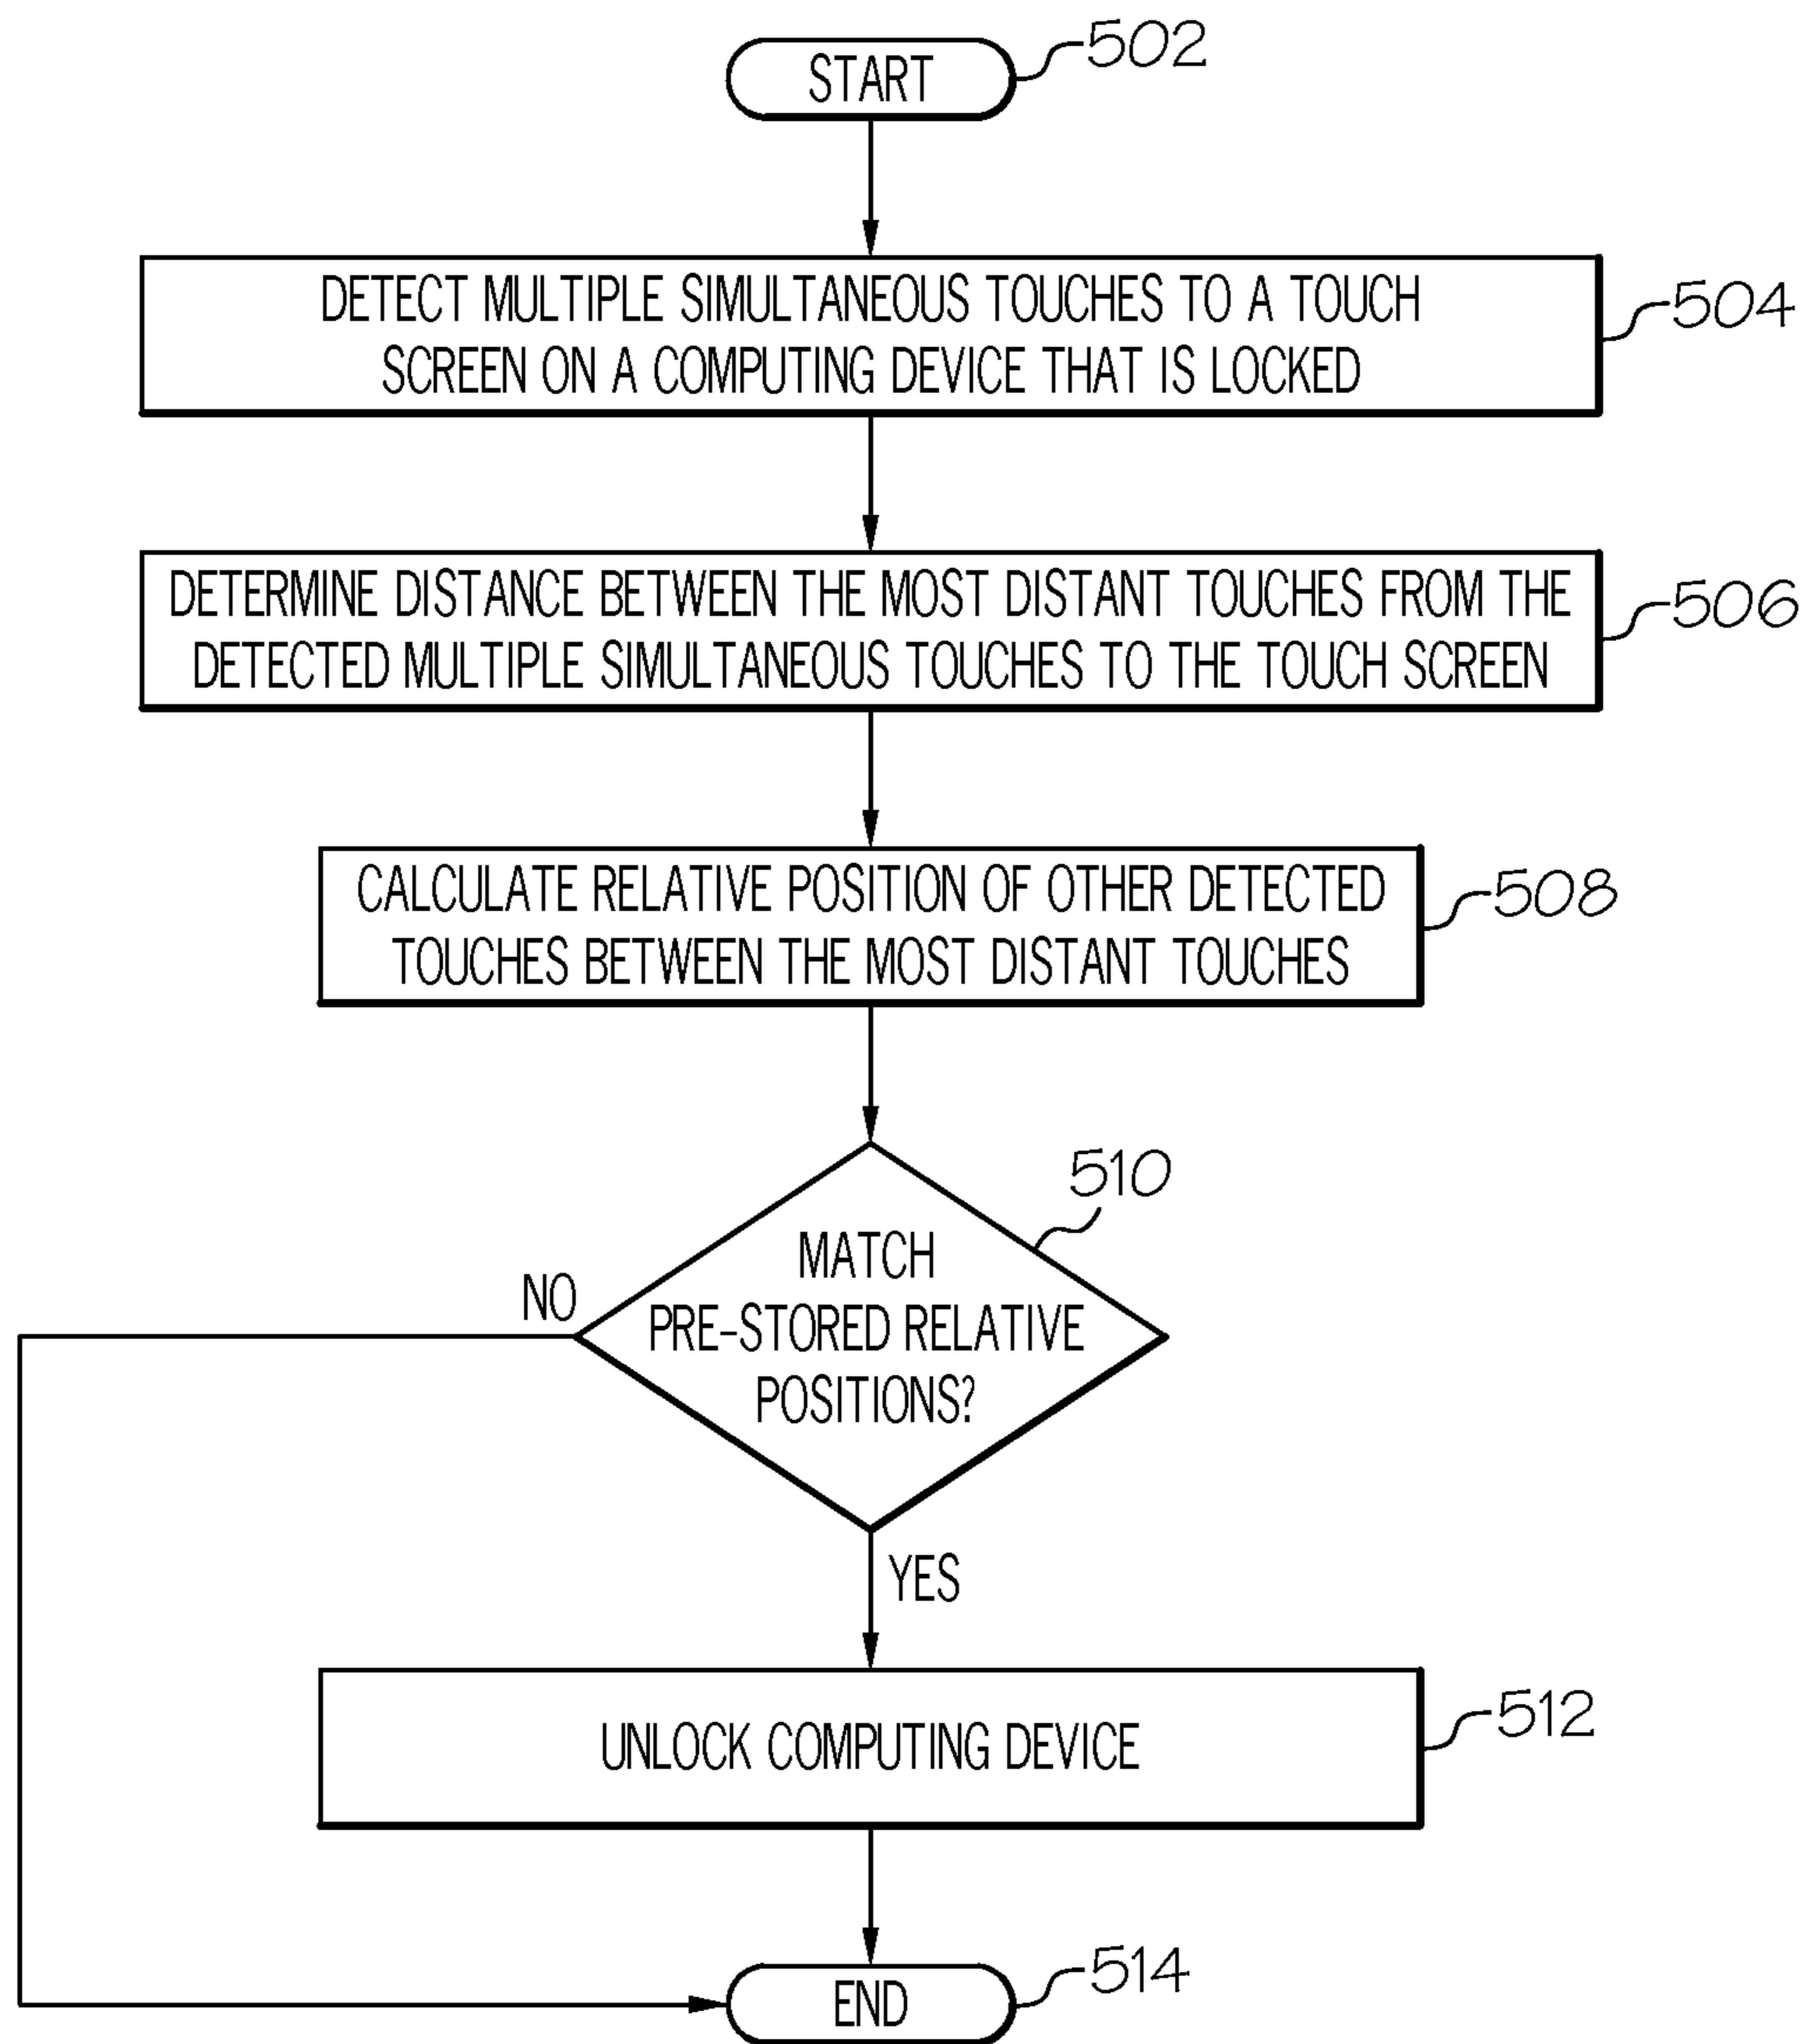 START
502
DETECT MULTIPLE SIMULTANEOUS TOUCHES TO A TOUCH
SCREEN ON A COMPUTING DEVICE THAT IS LOCKED
504
DETERMINE DISTANCE BETWEEN THE MOST DISTANT TOUCHES FROM THE
DETECTED MULTIPLE SIMULTANEOUS TOUCHES TO THE TOUCH SCREEN
506
CALCULATE RELATIVE POSITION OF OTHER DETECTED
TOUCHES BETWEEN THE MOST DISTANT TOUCHES
508
510
MATCH
PRE-STORED RELATIVE
POSITIONS?
NO
YES
UNLOCK COMPUTING DEVICE
512
END
514